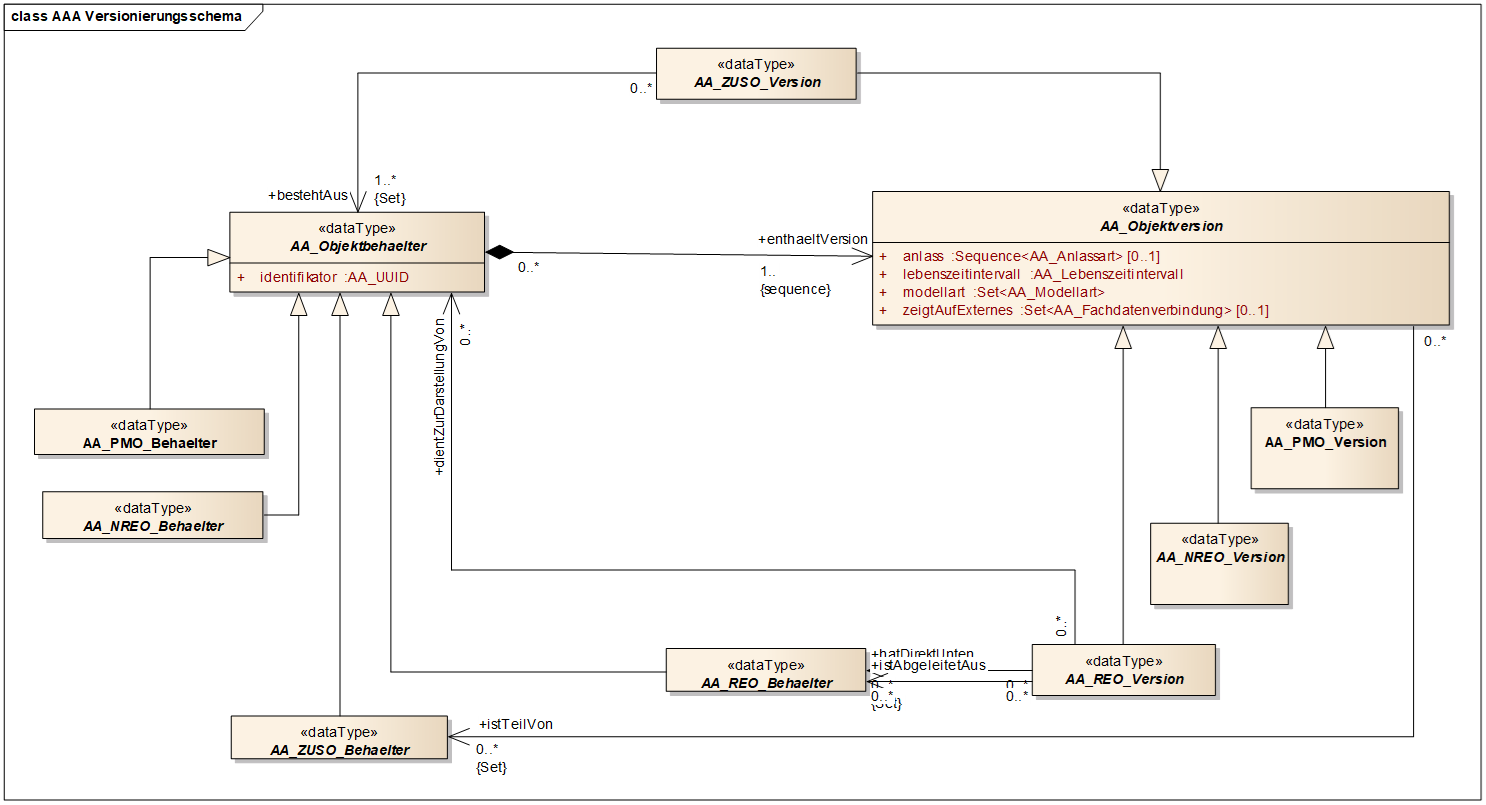 class AAA Versionierungsschema
«dataType»
AA_ZUSO_Version
0..*
1..*
+bestehtAus
{Set}
«dataType»
AA_Objektbehaelter
+ identifikator :AA_UUID
+enthaeltVersion
0..*
1..
{sequence}
«dataType»
AA_Objektversion
+ anlass :Sequence<AA_Anlassart> [0..1]
+ lebenszeitintervall :AA_Lebenszeitintervall
+ modellart :Set<AA_Modellart>
+ zeigtAufExternes :Set<AA_Fachdatenverbindung> [0..1]
0..*
+dientZurDarstellungVon
0..*
«dataType»
AA_PMO_Behaelter
«dataType»
AA_PMO_Version
«dataType»
AA_NREO_Behaelter
«dataType»
AA_NREO_Version
0..*
+hatDirektUnten
+istAbgeleitetAus
«dataType»
AA_REO_Behaelter
0..*
{Set}
0..*
«dataType»
AA_REO_Version
«dataType»
AA_ZUSO_Behaelter
+istTeilVon
0..*
{Set}